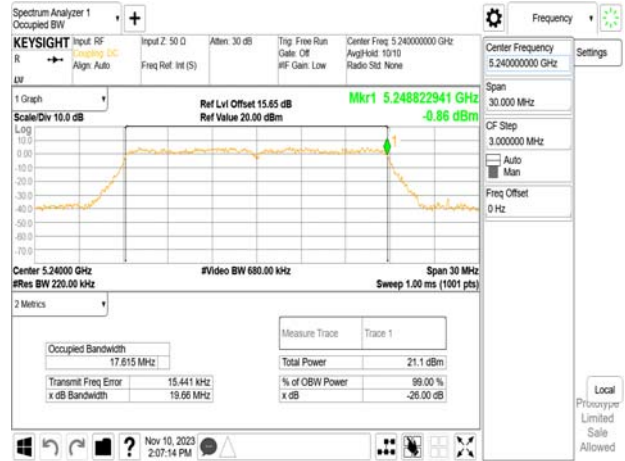 Spectrum Analyzer 1
Occupied BW
+
Frequency
KEYSIGHT
R
LV
Input: RF
Coupling: DC
Align: Auto
Input Z: 50 Ω
Freq Ref: Int (S)
Atten: 30 dB
Trig: Free Run
Gate: Off
#IF Gain: Low
Center Freq: 5.240000000 GHz
Avg|Hold: 10/10
Radio Std: None
Center Frequency
5.240000000 GHz
Settings
Span
30.000 MHz
CF Step
3.000000 MHz
Auto
Man
Freq Offset
0 Hz
1 Graph
Scale/Div 10.0 dB
Ref Lvl Offset 15.65 dB
Ref Value 20.00 dBm
Mkr1 5.248822941 GHz
-0.86 dBm
Log
10.0
0.00
-10.0
-20.0
-30.0
-40.0
-50.0
-60.0
-70.0
1
Center 5.24000 GHz
#Res BW 220.00 kHz
#Video BW 680.00 kHz
Span 30 MHz
Sweep 1.00 ms (1001 pts)
2 Metrics
Measure Trace Trace 1
Occupied Bandwidth
17.615 MHz
Total Power 21.1 dBm
Transmit Freq Error 15.441 kHz
% of OBW Power 99.00 %
x dB Bandwidth 19.66 MHz
x dB -26.00 dB
Local
Prototype
Limited
Sale
Allowed
?
Nov 10, 2023
2:07:14 PM